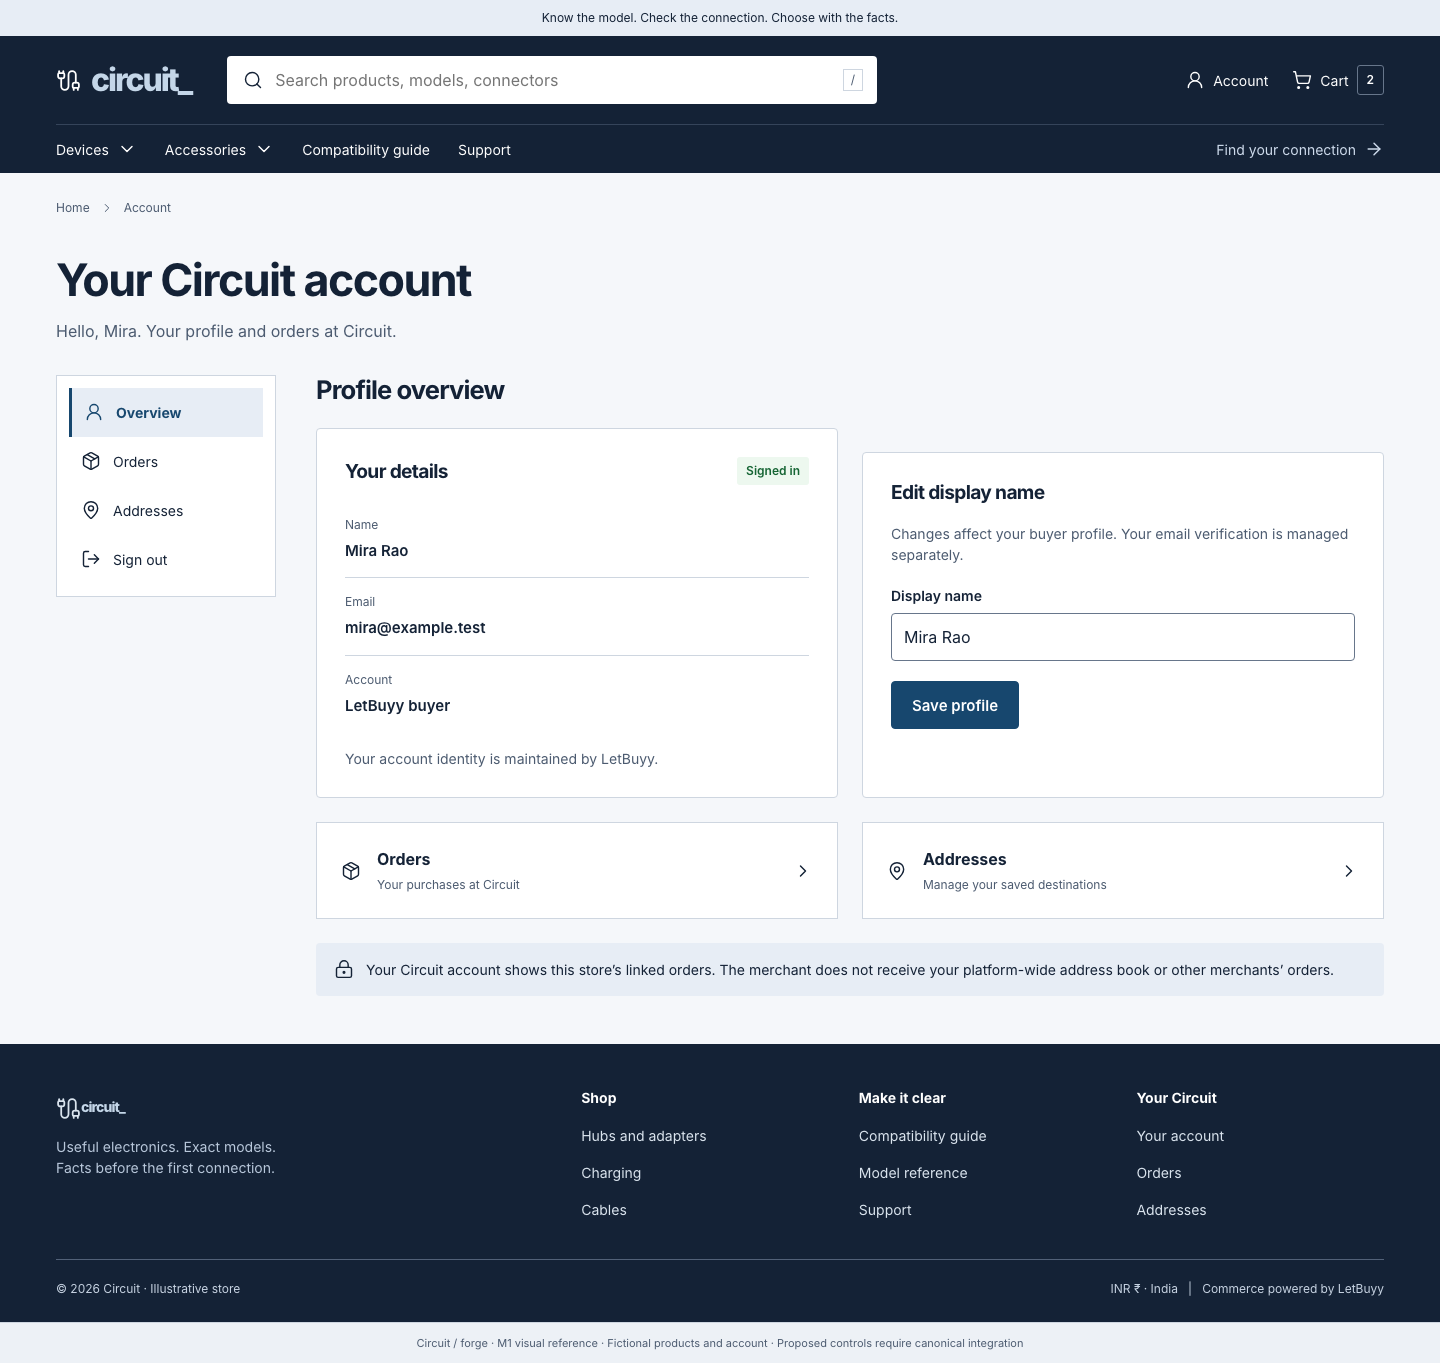 Know the model. Check the connection. Choose with the facts.
circuit_
Search products, models, connectors
/
Account
Cart
2
Devices
Accessories
Compatibility guide
Support
Find your connection
Home
Account
Your Circuit account
Hello, Mira. Your profile and orders at Circuit.
Overview
Orders
Addresses
Sign out
Profile overview
Your details
Signed in
Name
Mira Rao
Email
mira@example.test
Account
LetBuyy buyer
Your account identity is maintained by LetBuyy.
Edit display name
Changes affect your buyer profile. Your email verification is managed
separately.
Display name
Mira Rao
Save profile
Orders
Your purchases at Circuit
Addresses
Manage your saved destinations
Your Circuit account shows this store’s linked orders. The merchant does not receive your platform-wide address book or other merchants’ orders.
circuit_
Useful electronics. Exact models.
Facts before the first connection.
Shop
Hubs and adapters
Charging
Cables
Make it clear
Compatibility guide
Model reference
Support
Your Circuit
Your account
Orders
Addresses
© 2026 Circuit · Illustrative store
INR ₹ · India | Commerce powered by LetBuyy
Circuit / forge · M1 visual reference · Fictional products and account · Proposed controls require canonical integration